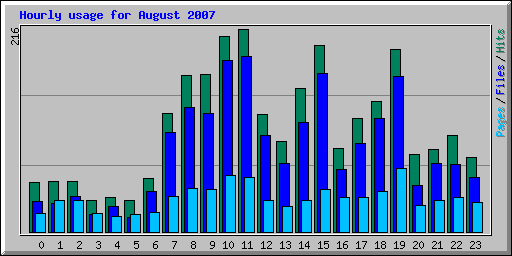 Hourly usage for August 2007
216
Pages / Files / Hits
0 1 2 3 4 5 6 7 8 9 10 11 12 13 14 15 16 17 18 19 20 21 22 23